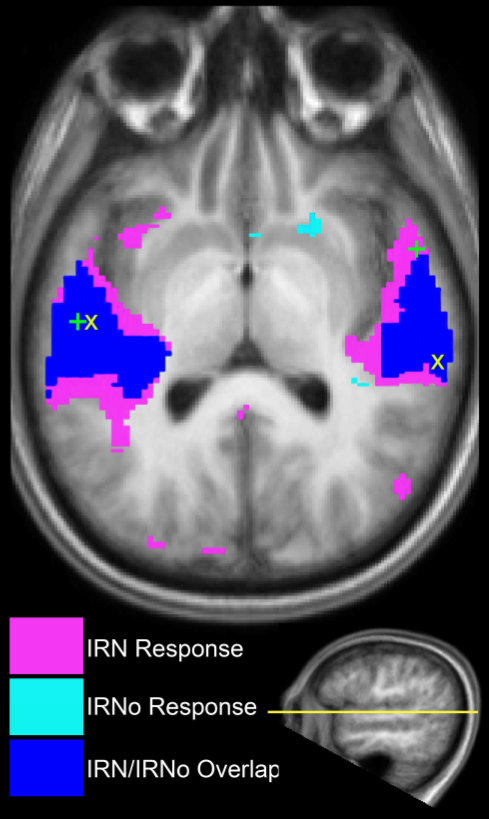 x
x
IRN Response
IRNo Response
IRN/IRNo Overlap